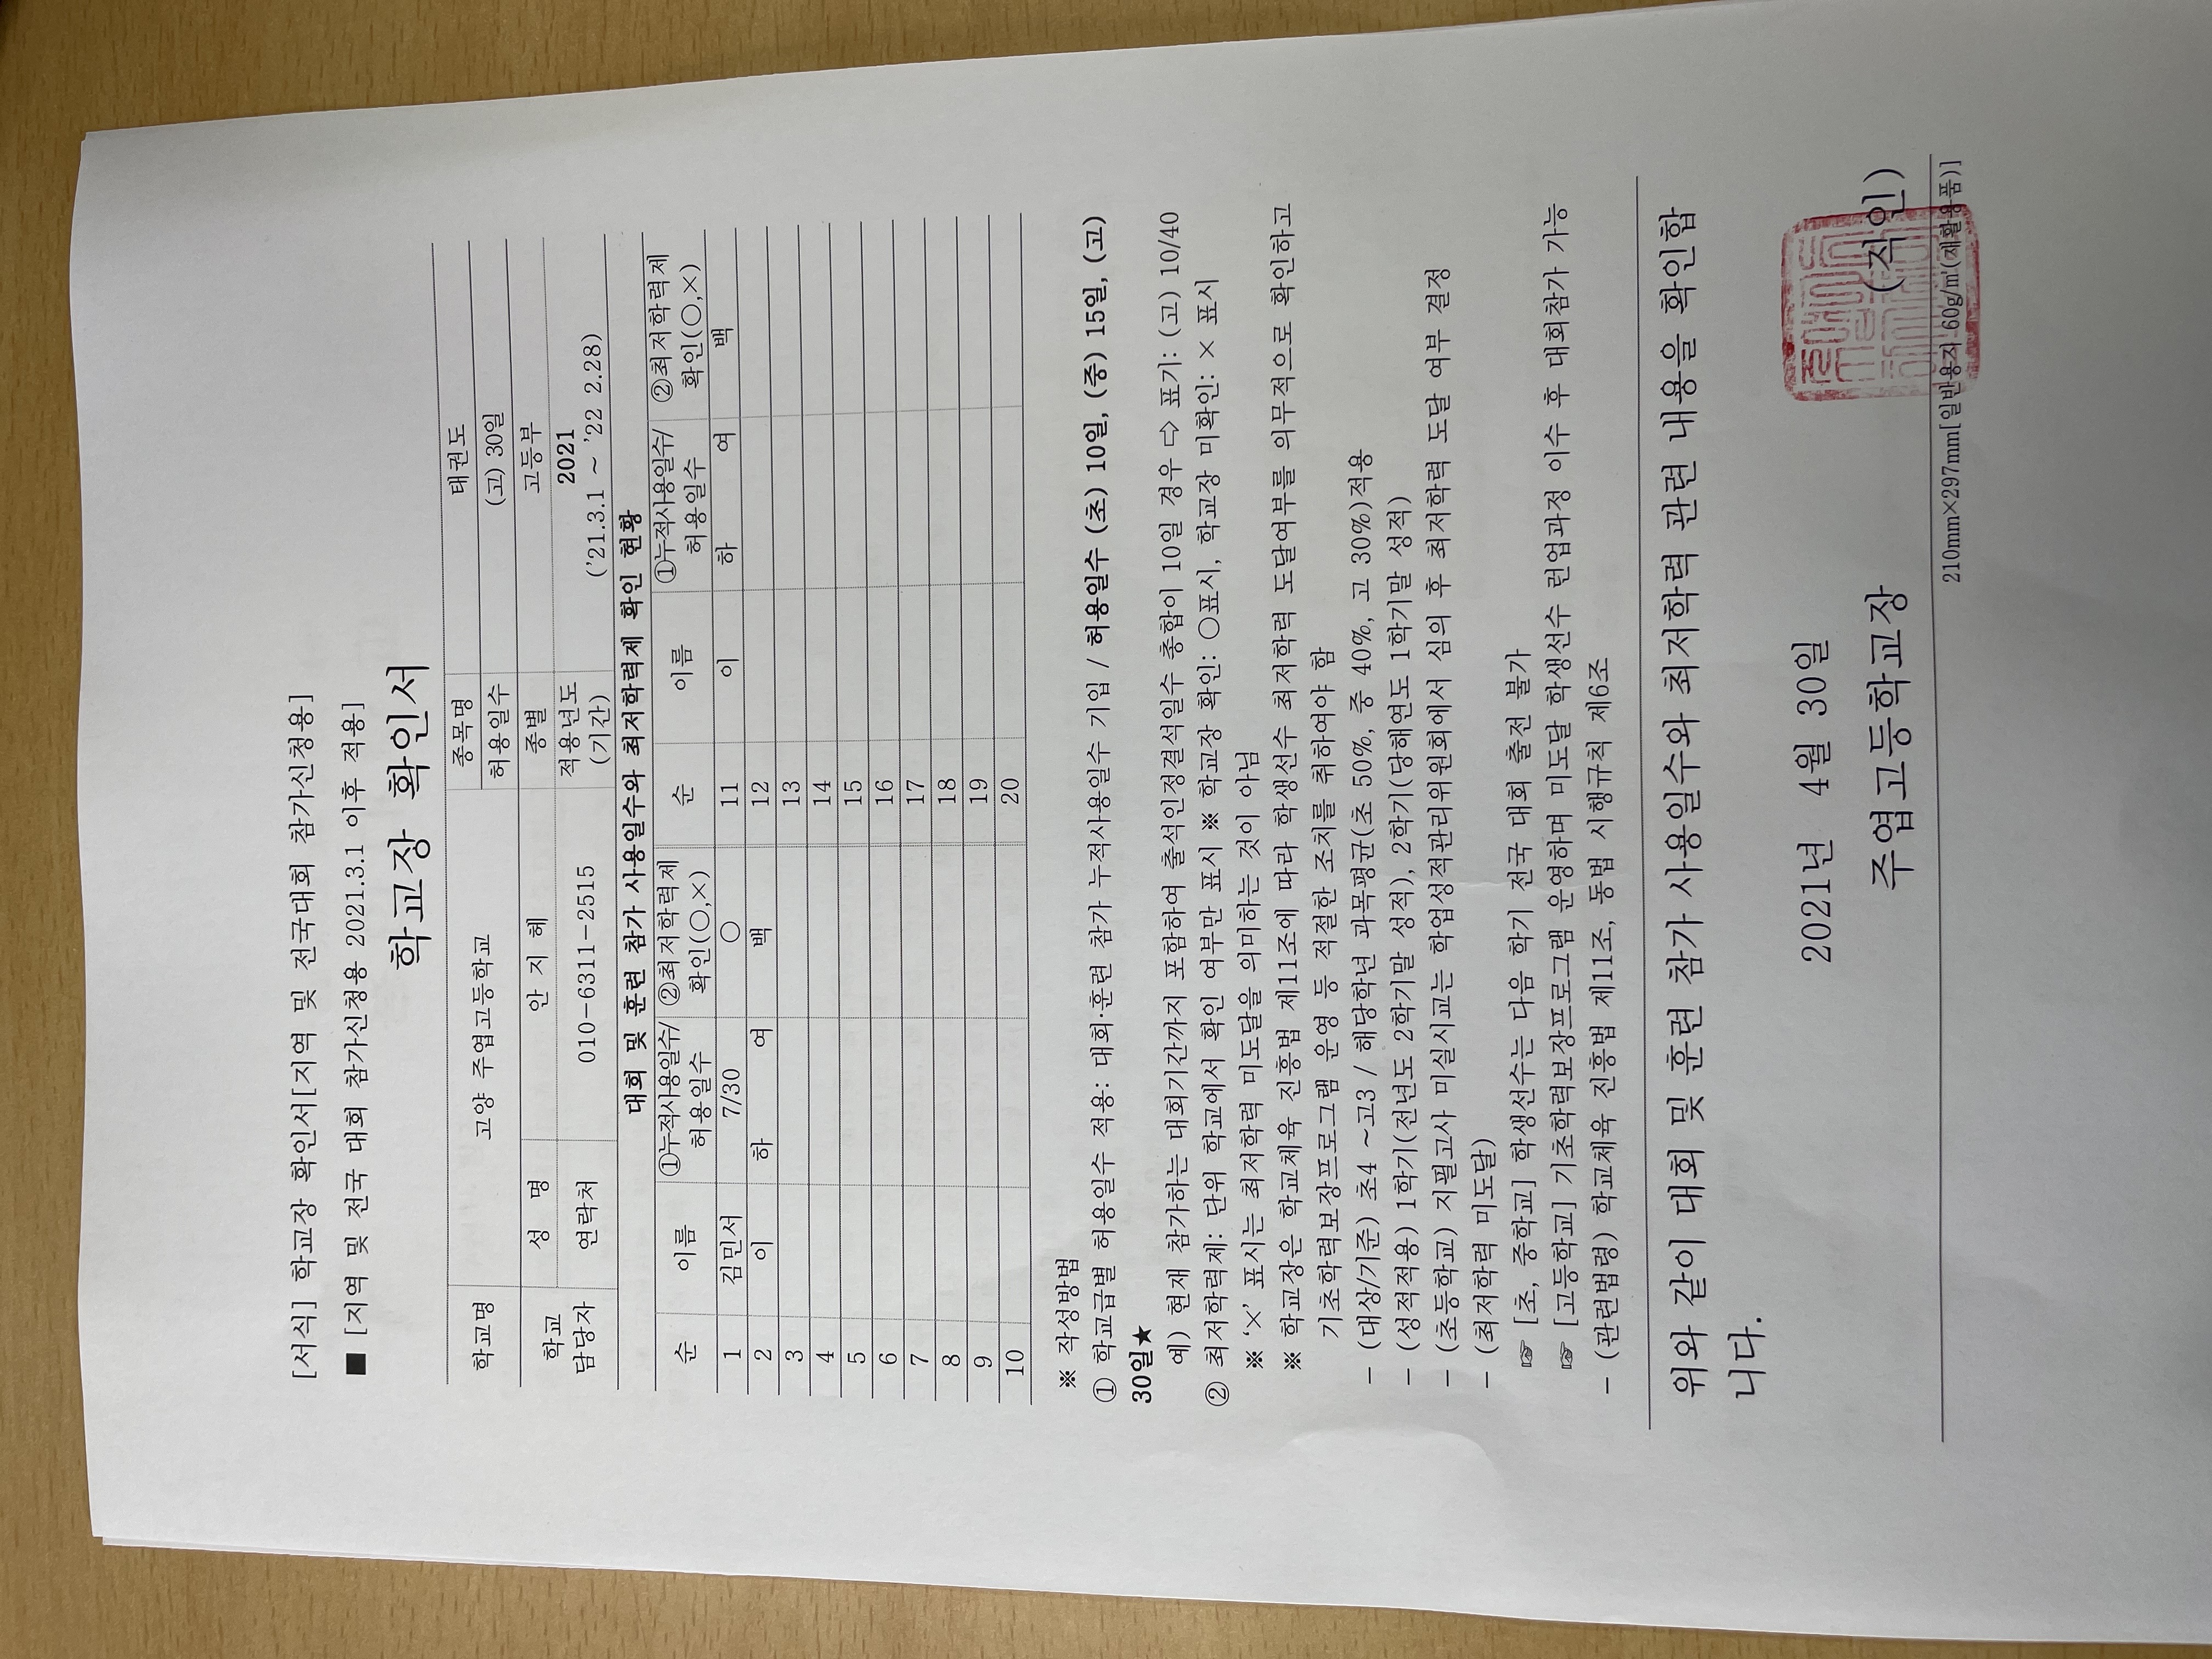 [서식] 학교장 확인서[지역 및 전국대회 참가신청용]
■ [지역 및 전국 대회 참가신청용 2021.3.1 이후 적용]
학교장 확인서
학교명 고양 주엽고등학교 종목명 태권도
허용일수 (고) 30일
학교 담당자 성 명 안 지 혜 종별 고등부
연락처 010-6311-2515 적용년도 (기간) 2021
('21.3.1 ~ '22 2.28)
대회 및 훈련 참가 사용일수와 최저학력제 확인 현황
순 이름 ①누적사용일수/허용일수 ②최저학력제 확인(○,×) 순 이름 ①누적사용일수/허용일수 ②최저학력제 확인(○,×)
1 김민서 7/30 ○ 11 이 하 여 백
2 이 하 여 백 12
3 13
4 14
5 15
6 16
7 17
8 18
9 19
10 20
※ 작성방법
① 학교급별 허용일수 적용: 대회·훈련 참가 누적사용일수 기입 / 허용일수 (초) 10일, (중) 15일, (고)
30일★
예) 현재 참가하는 대회기간까지 포함하여 출석인정결석일수 총합이 10일 경우 ⇨ 표기: (고) 10/40
② 최저학력제: 단위 학교에서 확인 여부만 표시 ※ 학교장 확인: ○표시, 학교장 미확인: × 표시
※ '×' 표시는 최저학력 미도달을 의미하는 것이 아님
※ 학교장은 학교체육 진흥법 제11조에 따라 학생선수 최저학력 도달여부를 의무적으로 확인하고
기초학력보장프로그램 운영 등 적절한 조치를 취하여야 함
- (대상/기준) 초4 ~고3 / 해당학년 과목평균(초 50%, 중 40%, 고 30%)적용
- (성적적용) 1학기(전년도 2학기말 성적), 2학기(당해연도 1학기말 성적)
- (초등학교) 지필고사 미실시교는 학업성적관리위원회에서 심의 후 최저학력 도달 여부 결정
- (최저학력 미도달)
☞ [초, 중학교] 학생선수는 다음 학기 전국 대회 출전 불가
☞ [고등학교] 기초학력보장프로그램 운영하며 미도달 학생선수 런업과정 이수 후 대회참가 가능
- (관련법령) 학교체육 진흥법 제11조, 동법 시행규칙 제6조
위와 같이 대회 및 훈련 참가 사용일수와 최저학력 관련 내용을 확인합
니다.
2021년 4월 30일
주엽고등학교장 (직인)
210mm×297mm[일반용지 60g/㎡(재활용품)]